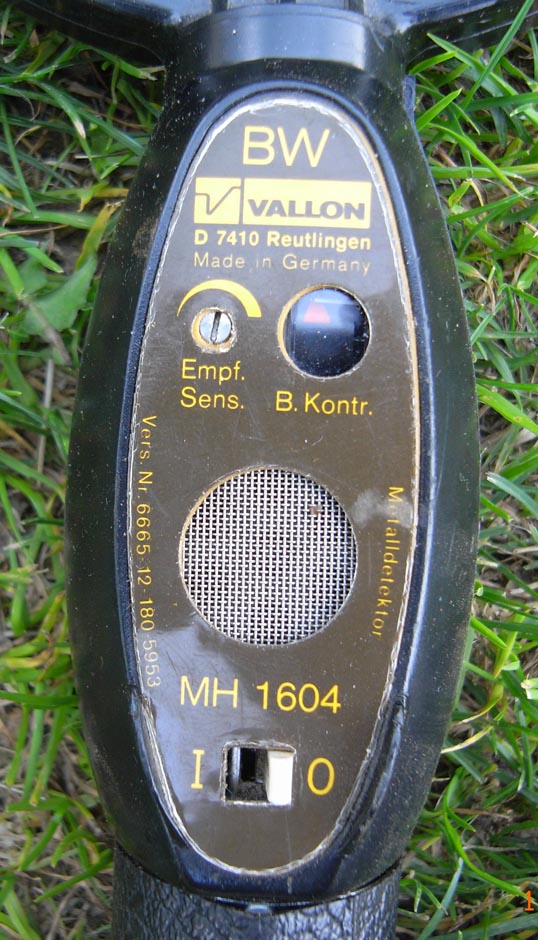 BW
VALLON
D 7410 Reutlingen
Made in Germany
Empf.
Sens.
B. Kontr.
Vers. Nr. 6665 12 180 5953
Metalldetektor
MH 1604
I O
1